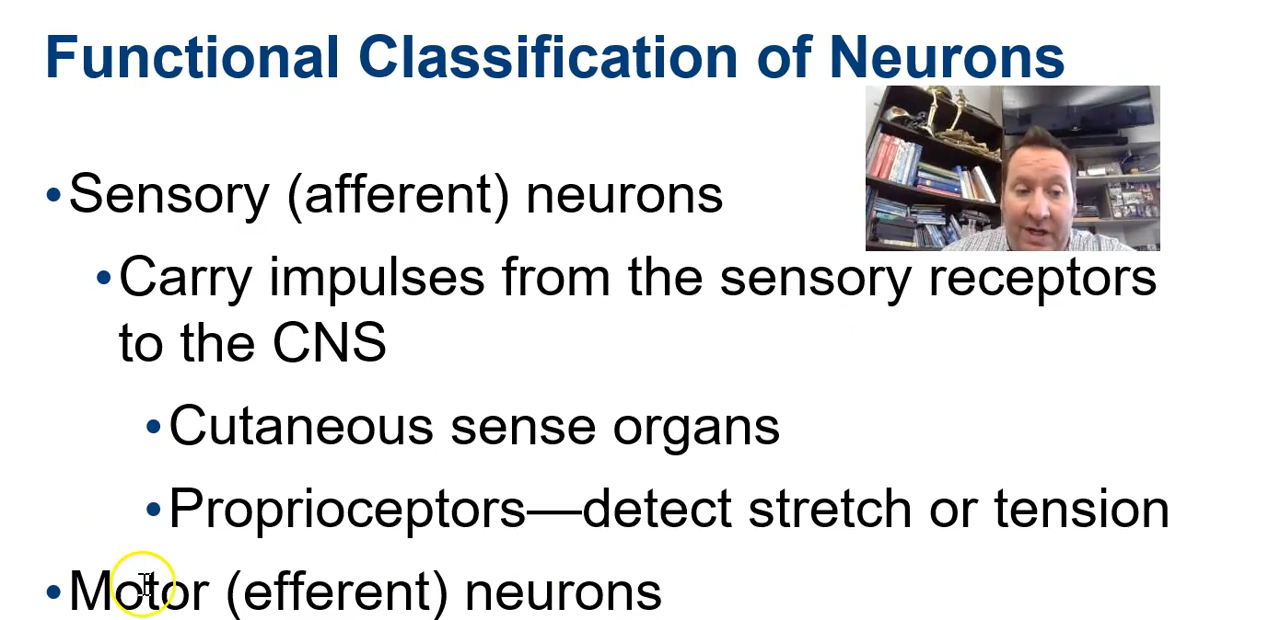 Functional Classification of Neurons
•Sensory (afferent) neurons
•Carry impulses from the sensory receptors
to the CNS
•Cutaneous sense organs
•Proprioceptors—detect stretch or tension
•Motor (efferent) neurons